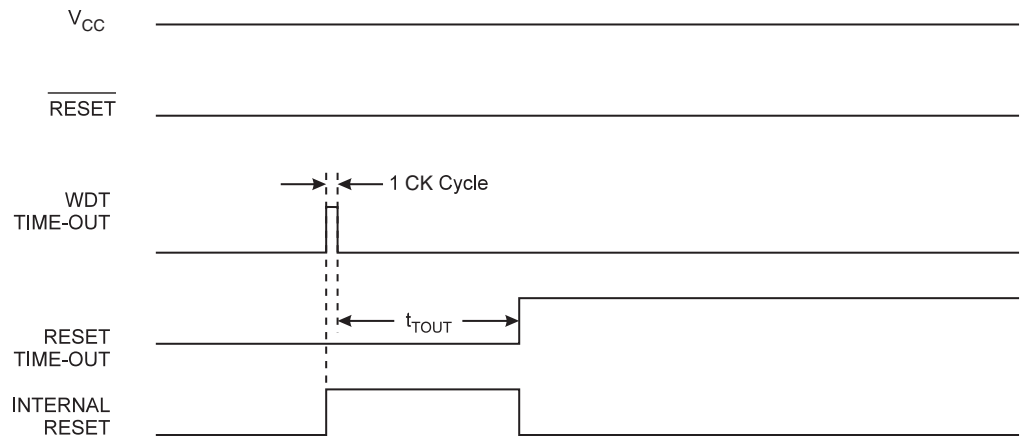 VCC
RESET
1 CK Cycle
WDT
TIME-OUT
tTOUT
RESET
TIME-OUT
INTERNAL
RESET